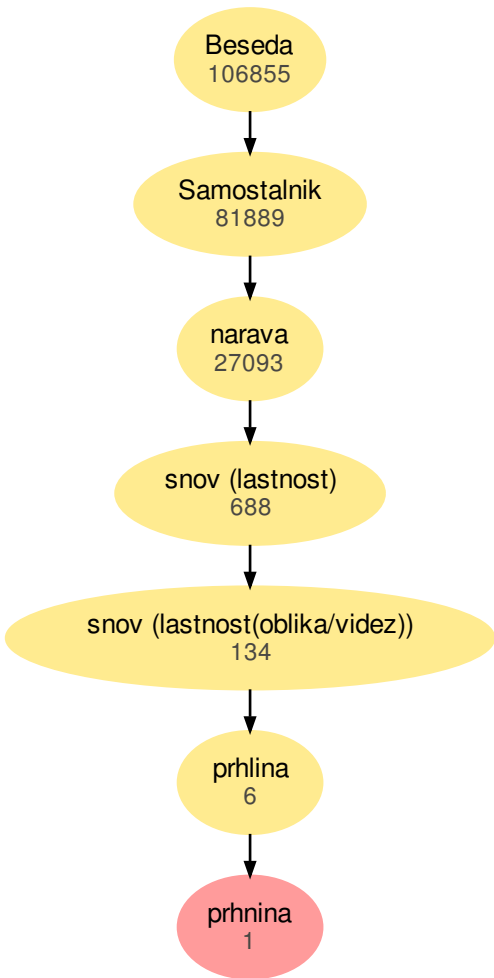 Beseda
106855
Samostalnik
81889
narava
27093
snov (lastnost)
688
snov (lastnost(oblika/videz))
134
prhlina
6
prhnina
1